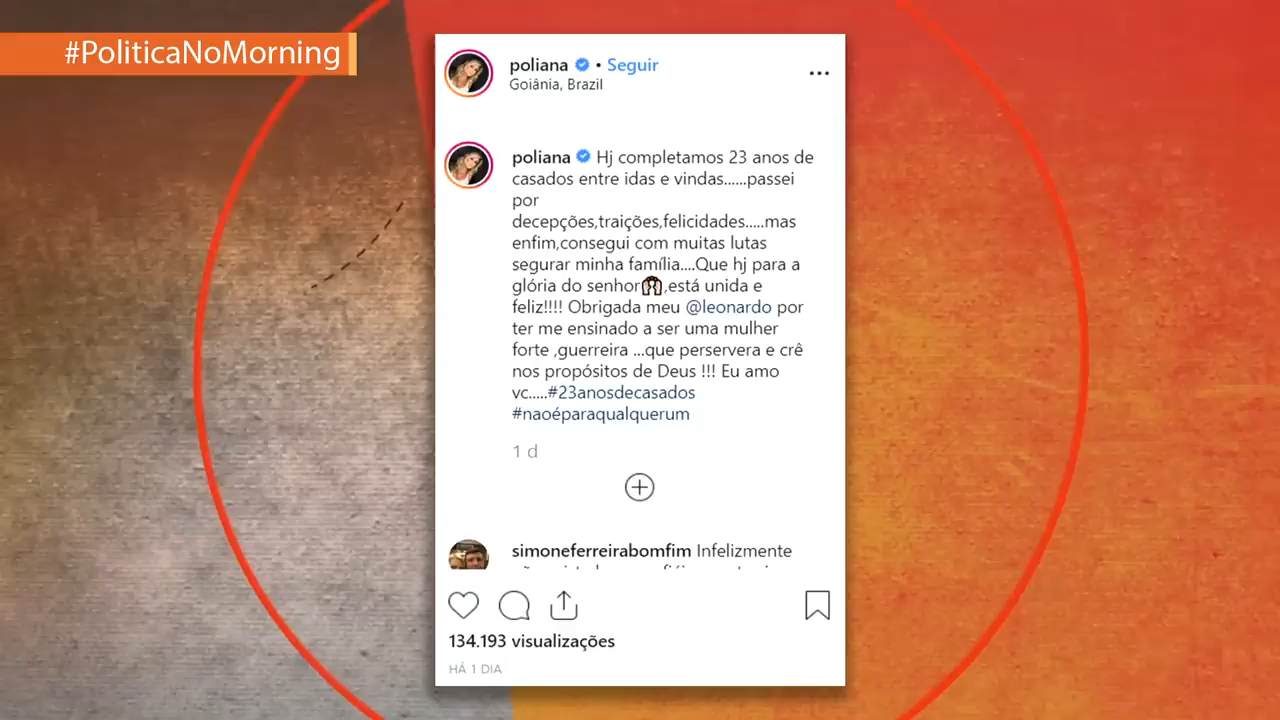 #PoliticaNoMorning
poliana • Seguir
Goiânia, Brazil
poliana Hj completamos 23 anos de
casados entre idas e vindas......passei
por
decepções,traições,felicidades.....mas
enfim,consegui com muitas lutas
segurar minha família....Que hj para a
glória do senhor🙌,está unida e
feliz!!!! Obrigada meu @leonardo por
ter me ensinado a ser uma mulher
forte ,guerreira ...que perservera e crê
nos propósitos de Deus !!! Eu amo
vc.....#23anosdecasados
#naoéparaqualquerum
1 d
simoneferreirabomfim Infelizmente
134.193 visualizações
HÁ 1 DIA